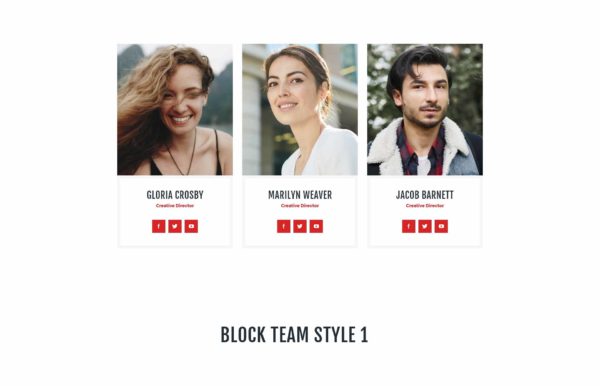 GLORIA CROSBY
Creative Director
MARILYN WEAVER
Creative Director
JACOB BARNETT
Creative Director
BLOCK TEAM STYLE 1